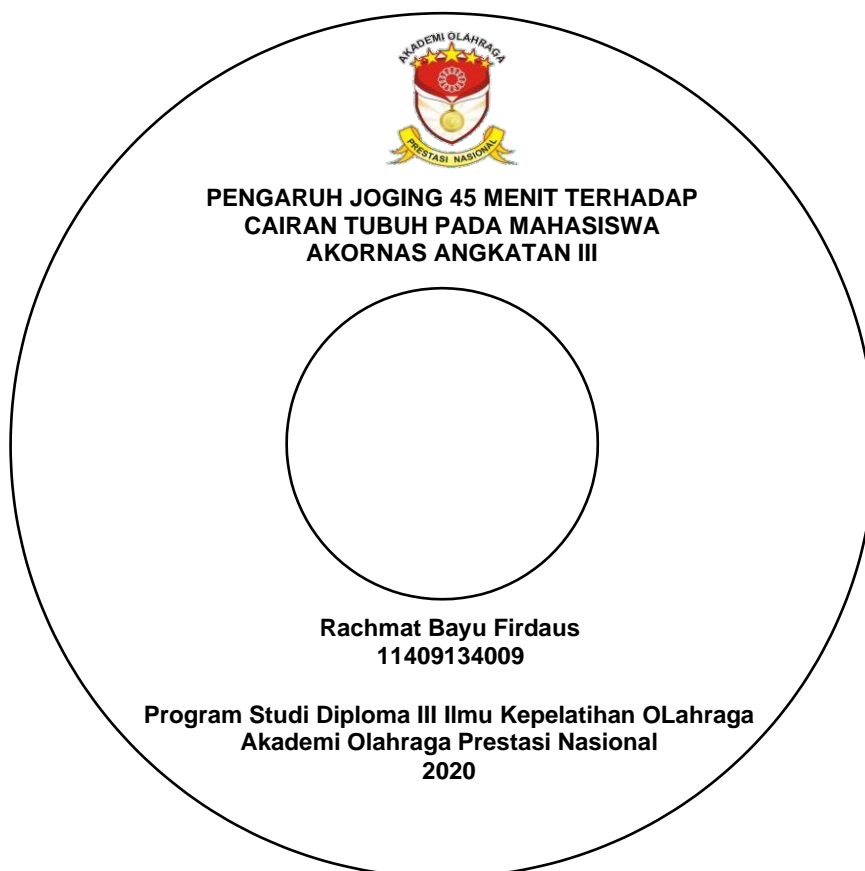 AKADEMI OLAHRAGA
PRESTASI NASIONAL
PENGARUH JOGING 45 MENIT TERHADAP
CAIRAN TUBUH PADA MAHASISWA
AKORNAS ANGKATAN III
Rachmat Bayu Firdaus
11409134009
Program Studi Diploma III Ilmu Kepelatihan OLahraga
Akademi Olahraga Prestasi Nasional
2020